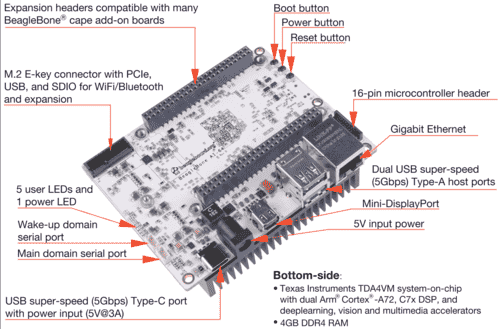 Expansion headers compatible with many
BeagleBone® cape add-on boards
Boot button
Power button
Reset button
M.2 E-key connector with PCIe,
USB, and SDIO for WiFi/Bluetooth
and expansion
16-pin microcontroller header
Gigabit Ethernet
Dual USB super-speed
(5Gbps) Type-A host ports
Mini-DisplayPort
5V input power
5 user LEDs and
1 power LED
Wake-up domain
serial port
Main domain serial port
USB super-speed (5Gbps) Type-C port
with power input (5V@3A)
Bottom-side:
• Texas Instruments TDA4VM system-on-chip
with dual Arm® Cortex®-A72, C7x DSP, and
deeplearning, vision and multimedia accelerators
• 4GB DDR4 RAM